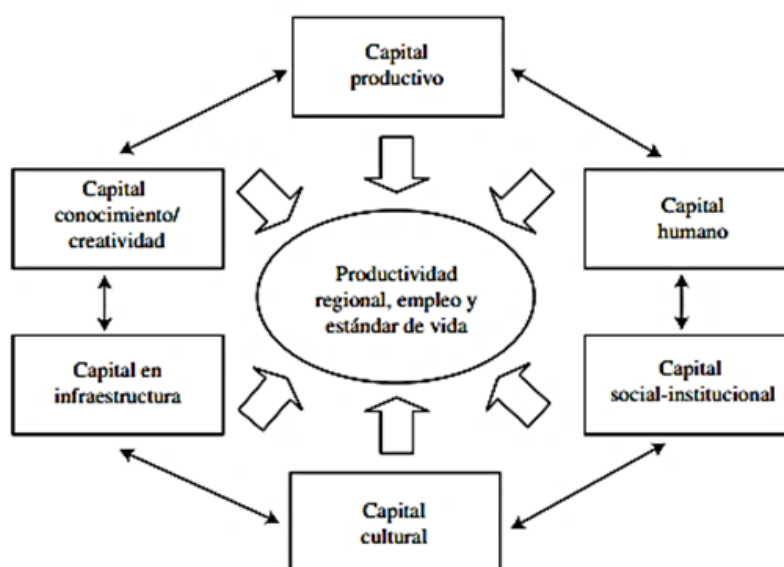 Capital
productivo
Capital
conocimiento/
creatividad
Capital
humano
Productividad
regional, empleo y
estándar de vida
Capital en
infraestructura
Capital
social-institucional
Capital
cultural